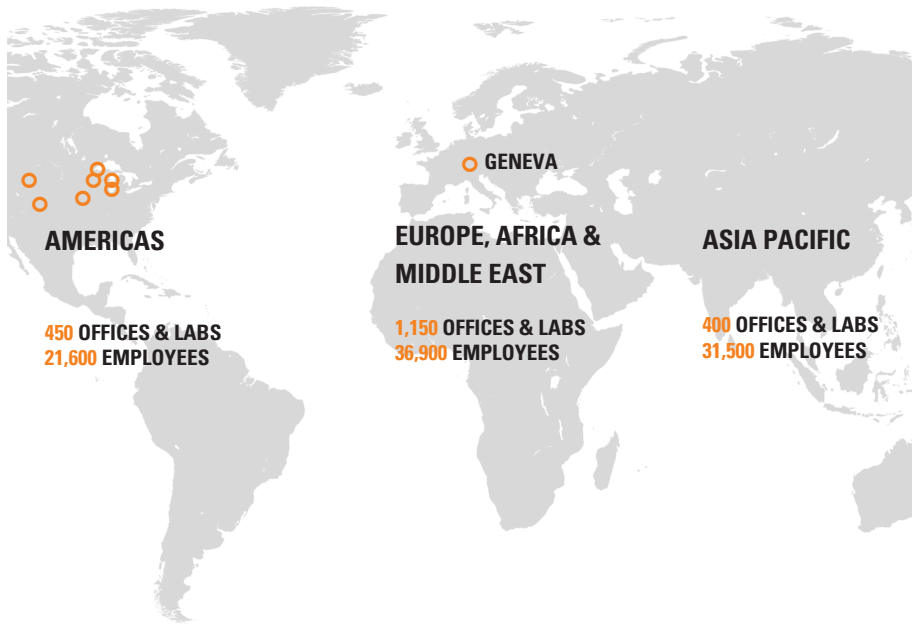 GENEVA
AMERICAS
450 OFFICES & LABS
21,600 EMPLOYEES
EUROPE, AFRICA &
MIDDLE EAST
1,150 OFFICES & LABS
36,900 EMPLOYEES
ASIA PACIFIC
400 OFFICES & LABS
31,500 EMPLOYEES